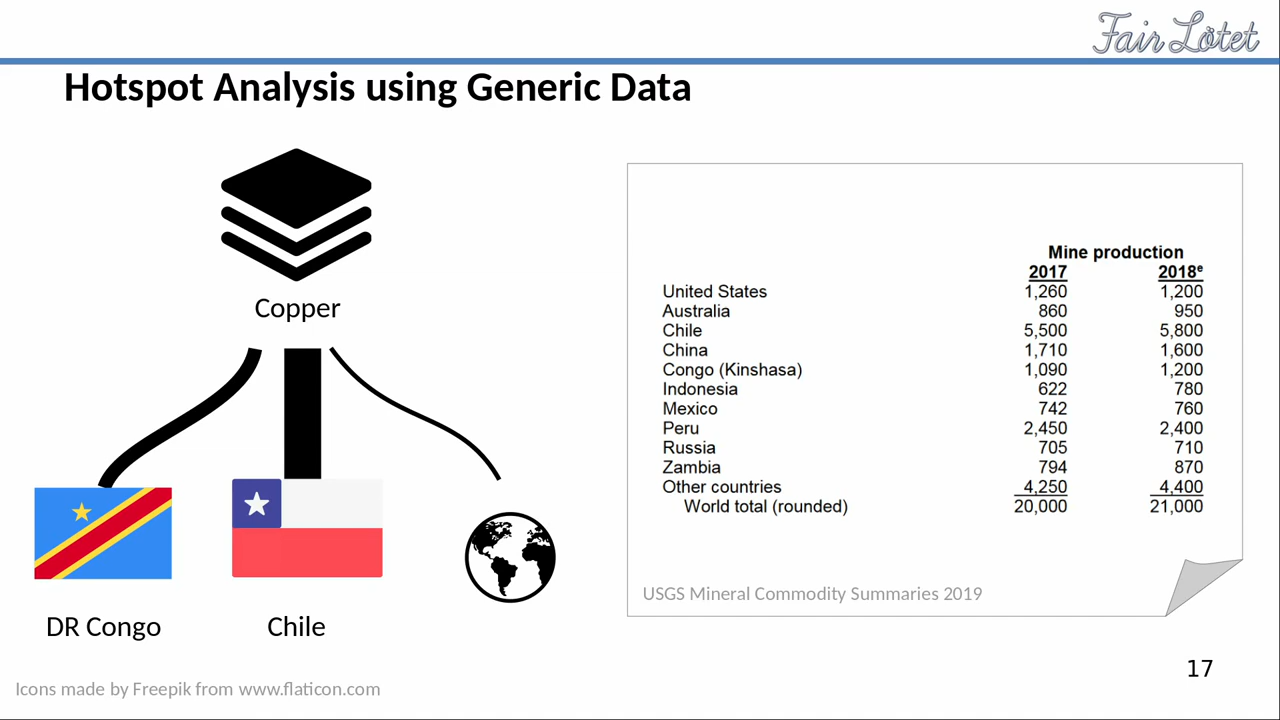 Fair Lötet
Hotspot Analysis using Generic Data
Copper
DR Congo
Chile
Mine production
2017 2018ᵉ
United States 1,260 1,200
Australia 860 950
Chile 5,500 5,800
China 1,710 1,600
Congo (Kinshasa) 1,090 1,200
Indonesia 622 780
Mexico 742 760
Peru 2,450 2,400
Russia 705 710
Zambia 794 870
Other countries 4,250 4,400
World total (rounded) 20,000 21,000
USGS Mineral Commodity Summaries 2019
17
Icons made by Freepik from www.flaticon.com